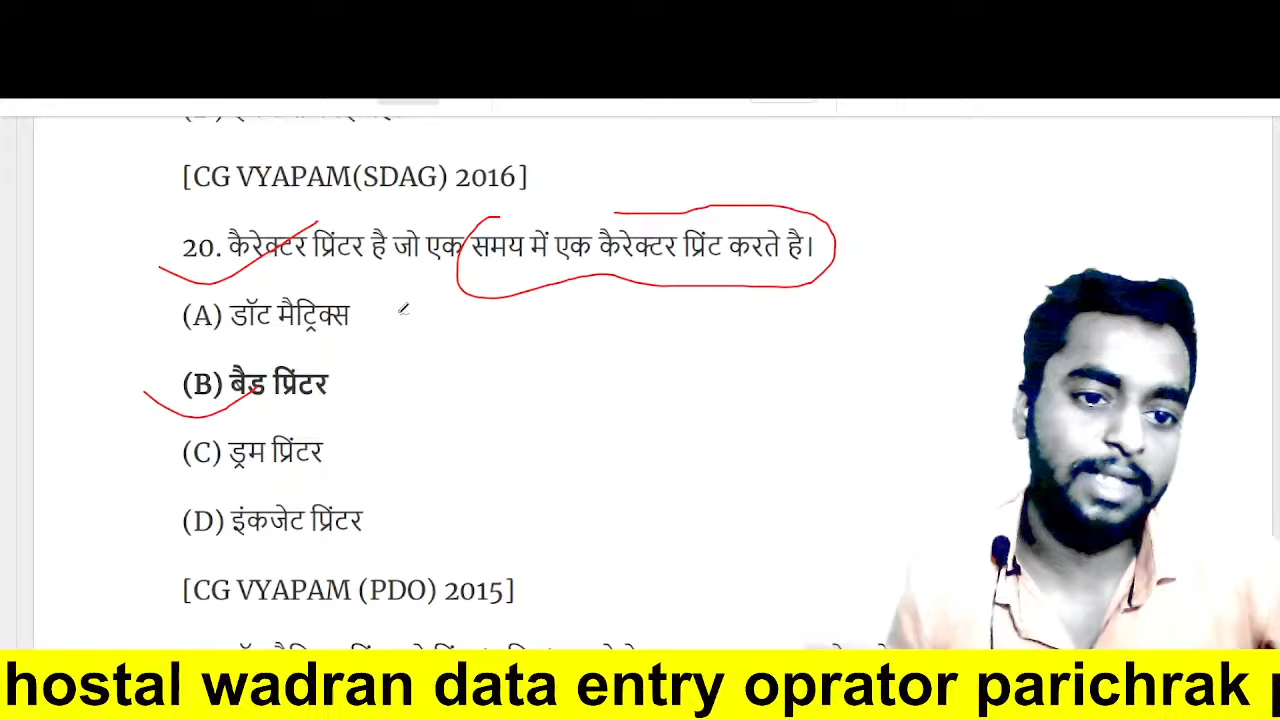 [CG VYAPAM(SDAG) 2016]
20. कैरेक्टर प्रिंटर है जो एक समय में एक कैरेक्टर प्रिंट करते है।
(A) डॉट मैट्रिक्स
(B) बैड प्रिंटर
(C) ड्रम प्रिंटर
(D) इंकजेट प्रिंटर
[CG VYAPAM (PDO) 2015]
hostal wadran data entry oprator parichrak